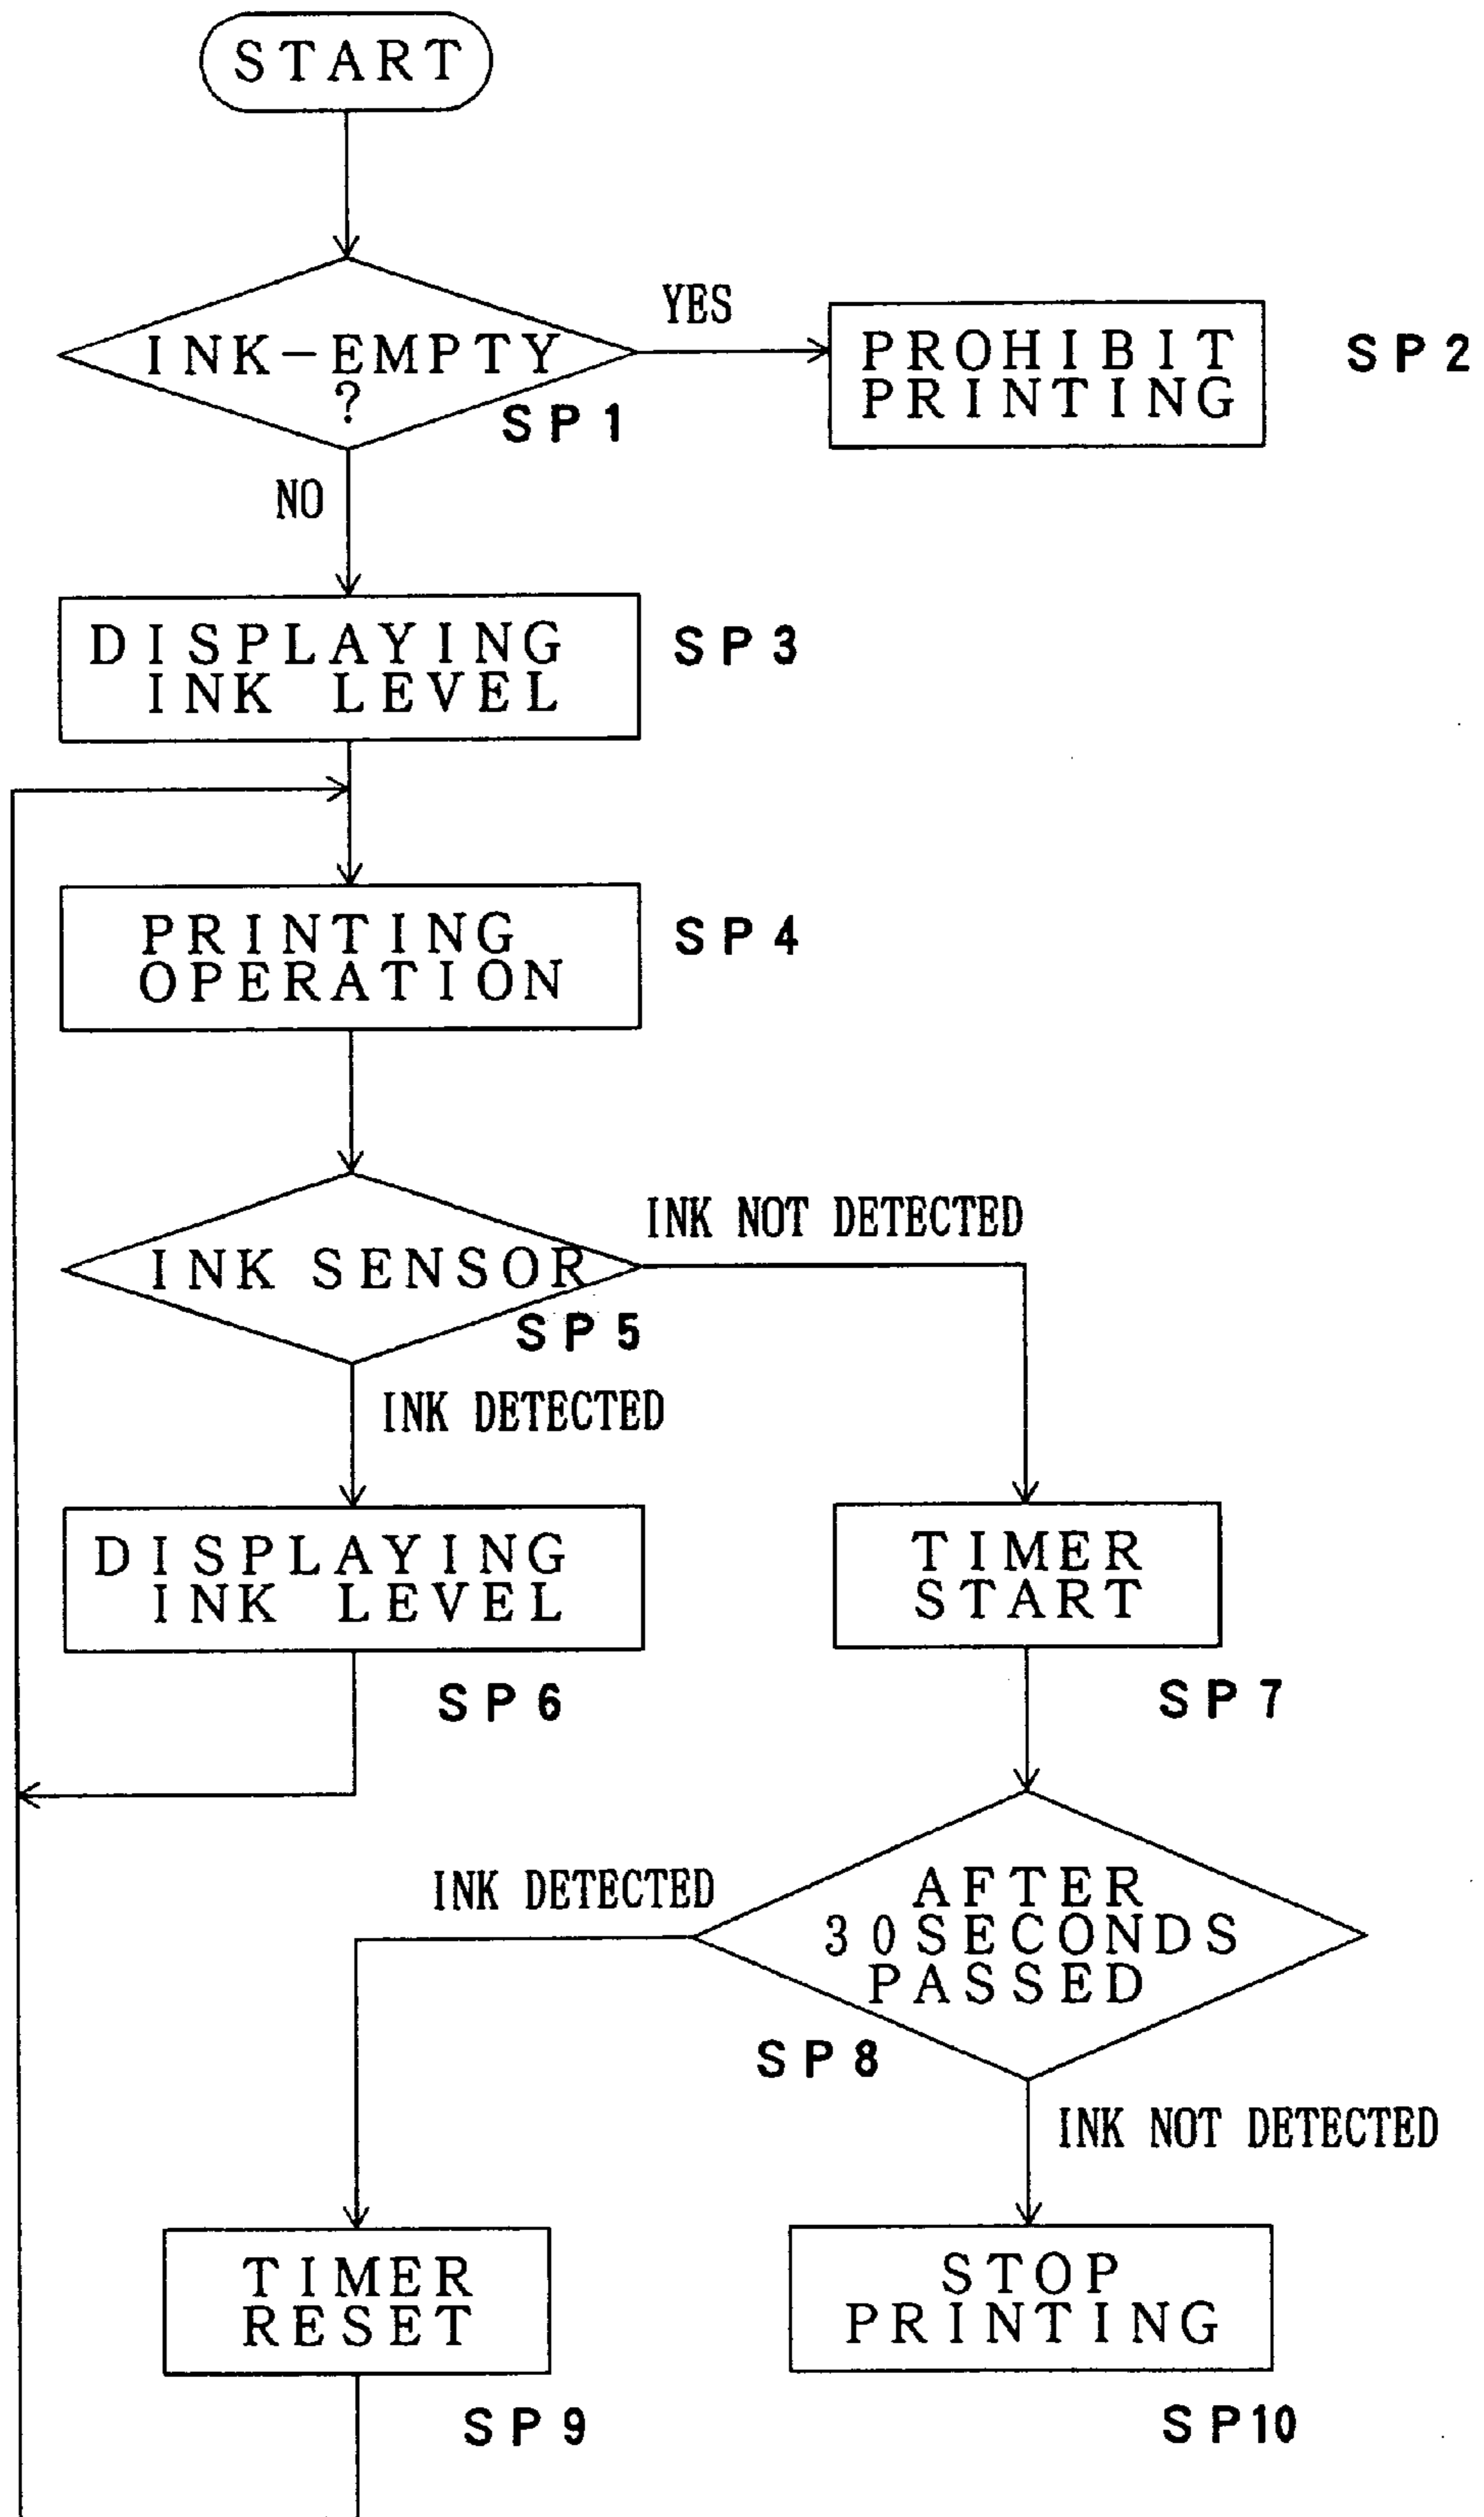 START
YES
INK-EMPTY
?
SP1
PROHIBIT
PRINTING
SP2
NO
DISPLAYING
INK LEVEL
SP3
PRINTING
OPERATION
SP4
INK NOT DETECTED
INK SENSOR
SP5
INK DETECTED
DISPLAYING
INK LEVEL
SP6
TIMER
START
SP7
INK DETECTED
AFTER
30SECONDS
PASSED
SP8
INK NOT DETECTED
TIMER
RESET
SP9
STOP
PRINTING
SP10